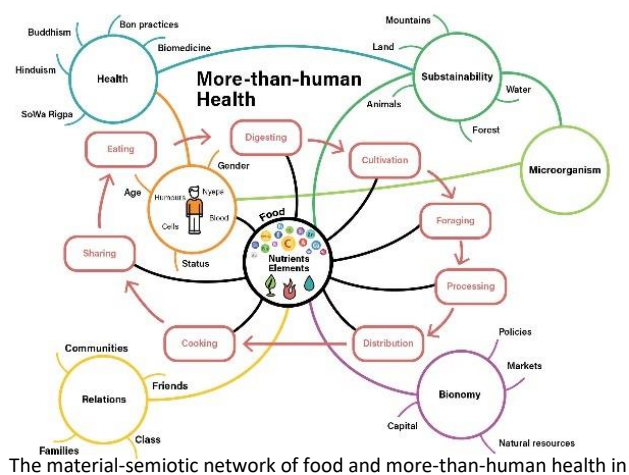 Mountains
Buddhism
Bon practices
Biomedicine
Land
Hinduism
Health
More-than-human
Health
Substainability
SoWa Rigpa
Animals
Water
Forest
Eating
Digesting
Cultivation
Microorganism
Gender
Age
Humours
Nyepe
Cells
Blood
Status
Food
C
Nutrients
Elements
Foraging
Sharing
Processing
Cooking
Distribution
Communities
Friends
Relations
Families
Class
Policies
Markets
Bionomy
Capital
Natural resources
The material-semiotic network of food and more-than-human health in